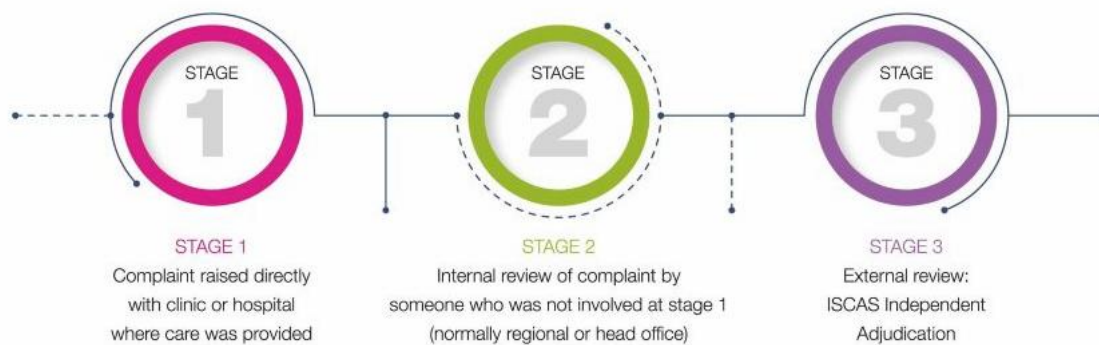 STAGE
1
STAGE
2
STAGE
3
STAGE 1
Complaint raised directly
with clinic or hospital
where care was provided
STAGE 2
Internal review of complaint by
someone who was not involved at stage 1
(normally regional or head office)
STAGE 3
External review:
ISCAS Independent
Adjudication